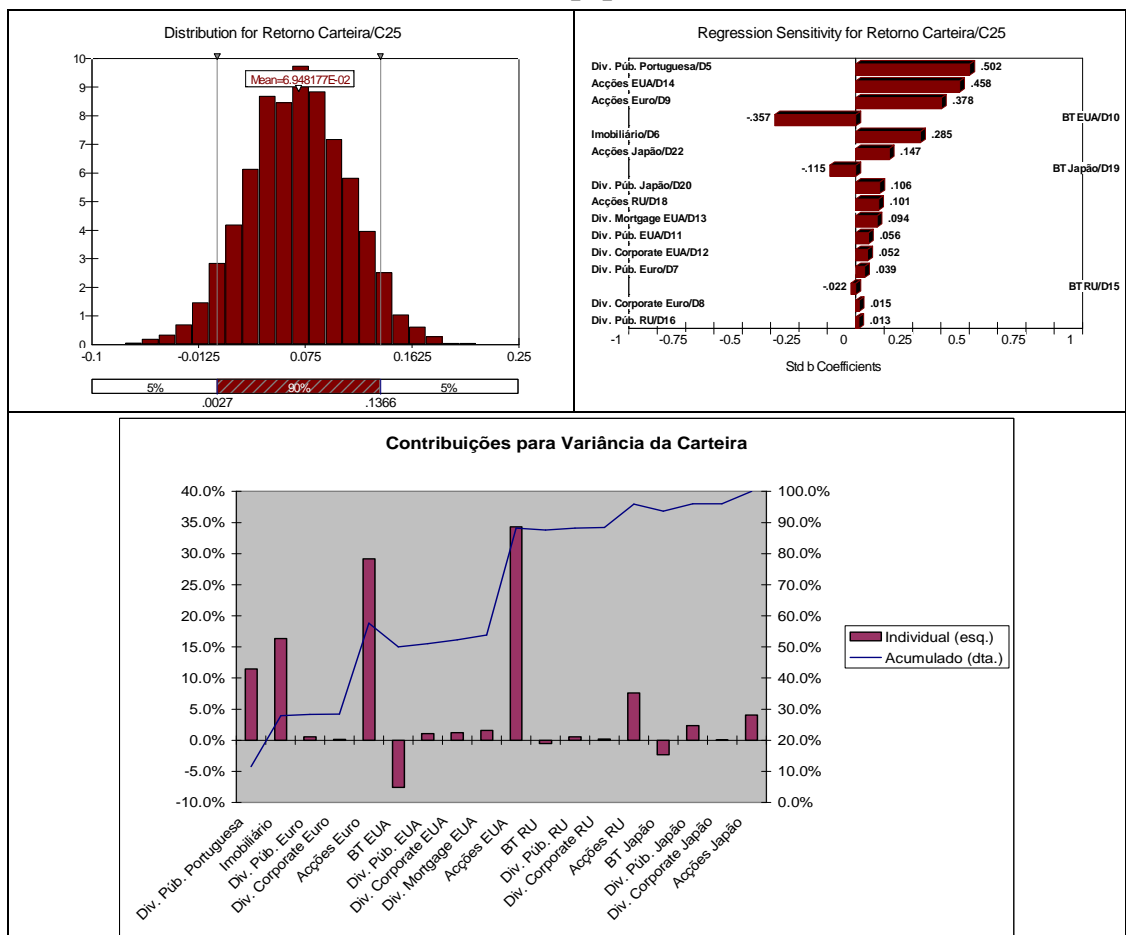 Distribution for Retorno Carteira/C25
Mean=6.948177E-02
10
9
8
7
6
5
4
3
2
1
0
-0.1
-0.0125
0.075
0.1625
0.25
5%
90%
5%
.0027
.1366
Regression Sensitivity for Retorno Carteira/C25
Div. Púb. Portuguesa/D5 .502
Acções EUA/D14 .458
Acções Euro/D9 .378
-.357 BT EUA/D10
Imobiliário/D6 .285
Acções Japão/D22 .147
-.115 BT Japão/D19
Div. Púb. Japão/D20 .106
Acções RU/D18 .101
Div. Mortgage EUA/D13 .094
Div. Púb. EUA/D11 .056
Div. Corporate EUA/D12 .052
Div. Púb. Euro/D7 .039
-.022 BT RU/D15
Div. Corporate Euro/D8 .015
Div. Púb. RU/D16 .013
-1 -0.75 -0.5 -0.25 0 0.25 0.5 0.75 1
Std b Coefficients
Contribuições para Variância da Carteira
40.0%
35.0%
30.0%
25.0%
20.0%
15.0%
10.0%
5.0%
0.0%
-5.0%
-10.0%
100.0%
90.0%
80.0%
70.0%
60.0%
50.0%
40.0%
30.0%
20.0%
10.0%
0.0%
Individual (esq.)
Acumulado (dta.)
Div. Púb. Portuguesa
Imobiliário
Div. Púb. Euro
Div. Corporate Euro
Acções Euro
BT EUA
Div. Púb. EUA
Div. Corporate EUA
Div. Mortgage EUA
Acções EUA
BT RU
Div. Púb. RU
Div. Corporate RU
Acções RU
BT Japão
Div. Púb. Japão
Div. Corporate Japão
Acções Japão